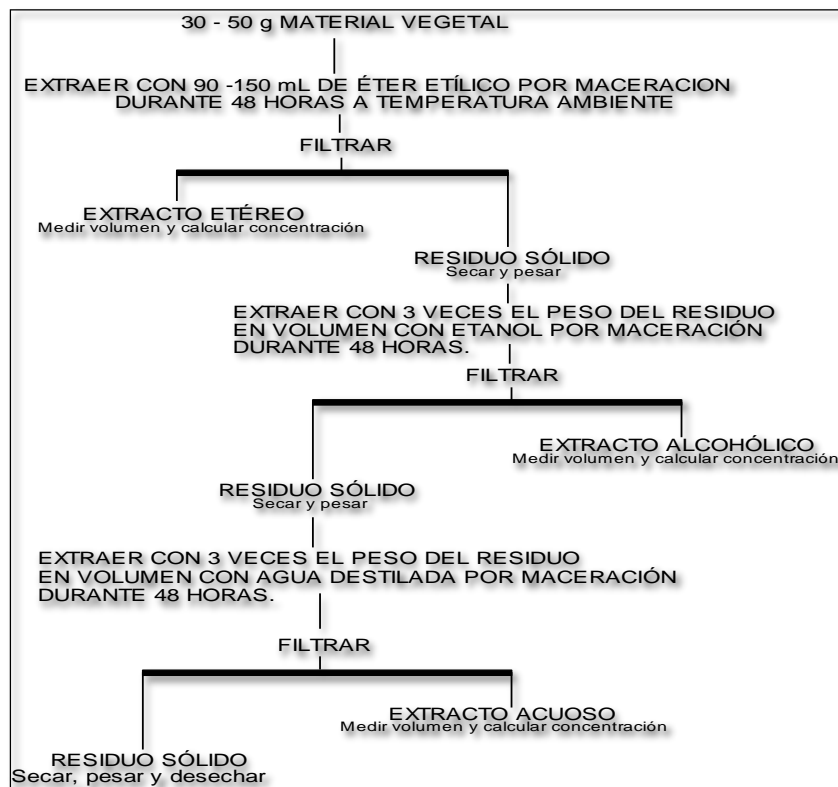 30 - 50 g MATERIAL VEGETAL
EXTRAER CON 90 -150 mL DE ÉTER ETÍLICO POR MACERACION
DURANTE 48 HORAS A TEMPERATURA AMBIENTE
FILTRAR
EXTRACTO ETÉREO
Medir volumen y calcular concentración
RESIDUO SÓLIDO
Secar y pesar
EXTRAER CON 3 VECES EL PESO DEL RESIDUO
EN VOLUMEN CON ETANOL POR MACERACIÓN
DURANTE 48 HORAS.
FILTRAR
EXTRACTO ALCOHÓLICO
Medir volumen y calcular concentración
RESIDUO SÓLIDO
Secar y pesar
EXTRAER CON 3 VECES EL PESO DEL RESIDUO
EN VOLUMEN CON AGUA DESTILADA POR MACERACIÓN
DURANTE 48 HORAS.
FILTRAR
EXTRACTO ACUOSO
Medir volumen y calcular concentración
RESIDUO SÓLIDO
Secar, pesar y desechar